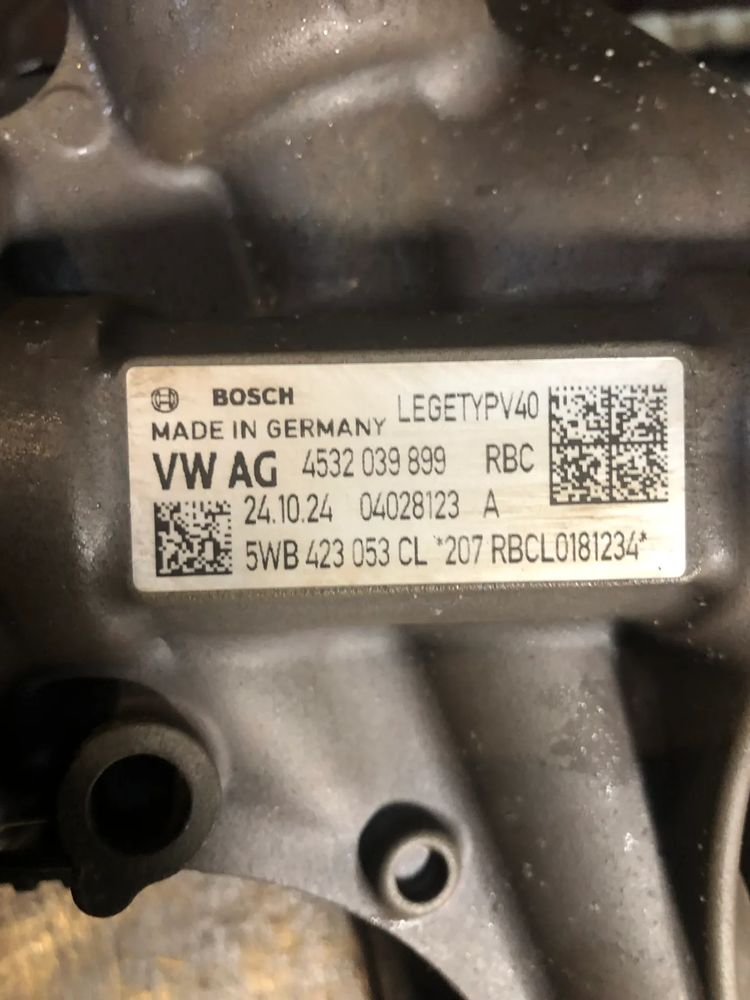 BOSCH LEGETYPV40
MADE IN GERMANY
VW AG 4532 039 899 RBC
24.10.24 04028123 A
5WB 423 053 CL *207 RBCL0181234*